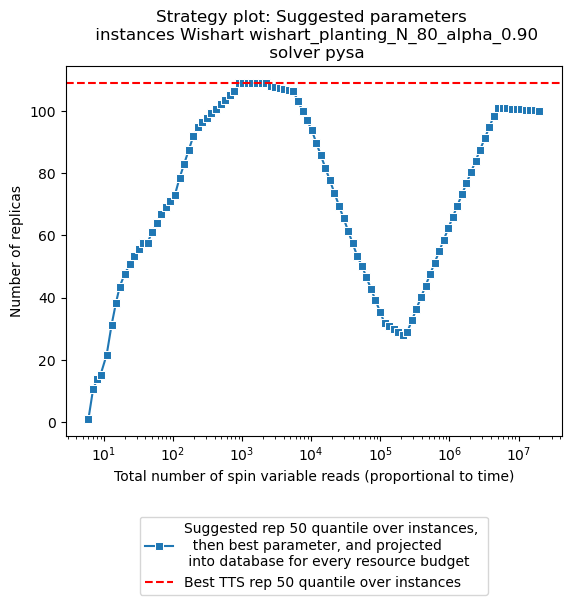 Strategy plot: Suggested parameters
instances Wishart wishart_planting_N_80_alpha_0.90
solver pysa
Number of replicas
100
80
60
40
20
0
10¹ 10² 10³ 10⁴ 10⁵ 10⁶ 10⁷
Total number of spin variable reads (proportional to time)
Suggested rep 50 quantile over instances,
then best parameter, and projected
into database for every resource budget
Best TTS rep 50 quantile over instances